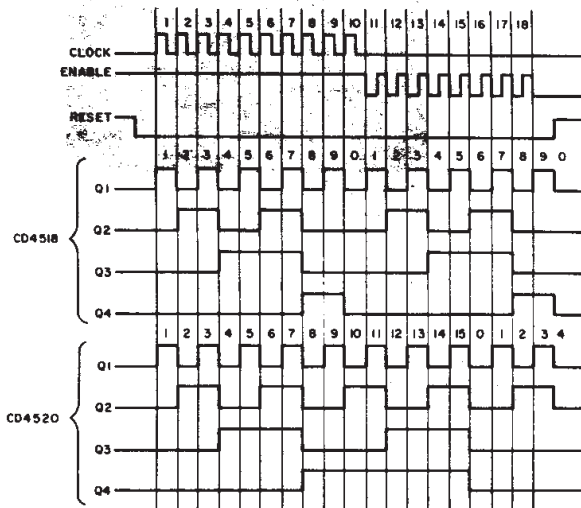 1 2 3 4 5 6 7 8 9 10 11 12 13 14 15 16 17 18
CLOCK
ENABLE
RESET
1 2 3 4 5 6 7 8 9 0 1 2 3 4 5 6 7 8 9 0
Q1
Q2
CD4518
Q3
Q4
1 2 3 4 5 6 7 8 9 10 11 12 13 14 15 0 1 2 3 4
Q1
Q2
CD4520
Q3
Q4